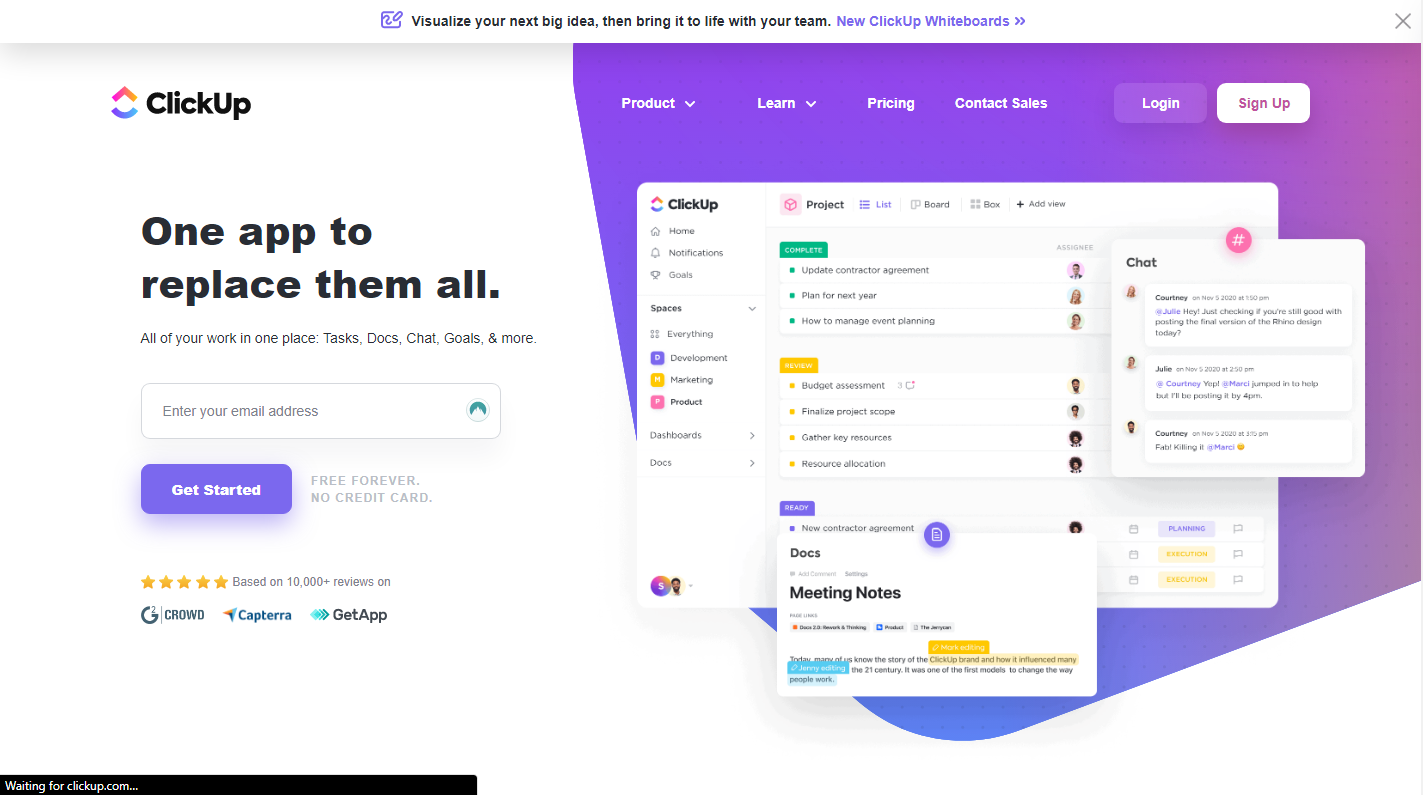 Visualize your next big idea, then bring it to life with your team. New ClickUp Whiteboards »
ClickUp
Product
Learn
Pricing
Contact Sales
Login
Sign Up
One app to
replace them all.
All of your work in one place: Tasks, Docs, Chat, Goals, & more.
Enter your email address
Get Started
FREE FOREVER.
NO CREDIT CARD.
Based on 10,000+ reviews on
G2 CROWD
Capterra
GetApp
ClickUp
Home
Notifications
Goals
Spaces
Everything
D Development
M Marketing
P Product
Dashboards
Docs
S
Project
List
Board
Box
+ Add view
COMPLETE
ASSIGNEE
Update contractor agreement
Plan for next year
How to manage event planning
REVIEW
Budget assessment 3
Finalize project scope
Gather key resources
Resource allocation
READY
New contractor agreement
PLANNING
EXECUTION
EXECUTION
#
Chat
Courtney on Nov 5 2020 at 1:50 pm
@Julie Hey! Just checking if you're still good with
posting the final version of the Rhino design
today?
Julie on Nov 5 2020 at 2:50 pm
@ Courtney Yep! @Marci jumped in to help
but I'll be posting it by 4pm.
Courtney on Nov 5 2020 at 3:15 pm
Fab! Killing it @Marci 😊
Docs
Add Comment Settings
Meeting Notes
PAGE LINKS
Docs 2.0: Rework & Thinking
Product
The Jerrycan
Mark editing
Today, many of us know the story of the ClickUp brand and how it influenced many
Jenny editing
the 21 century. It was one of the first models to change the way
people work.
Waiting for clickup.com...